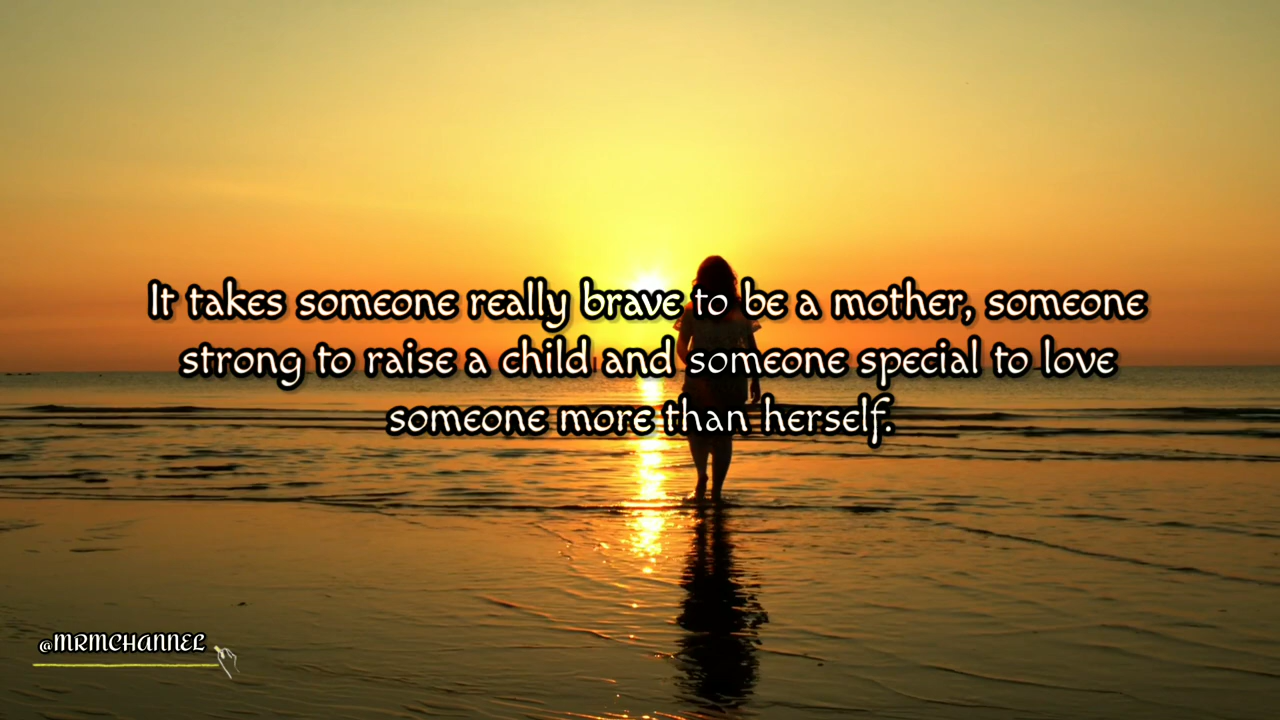 It takes someone really brave to be a mother, someone
strong to raise a child and someone special to love
someone more than herself.
@MRMCHANNEL